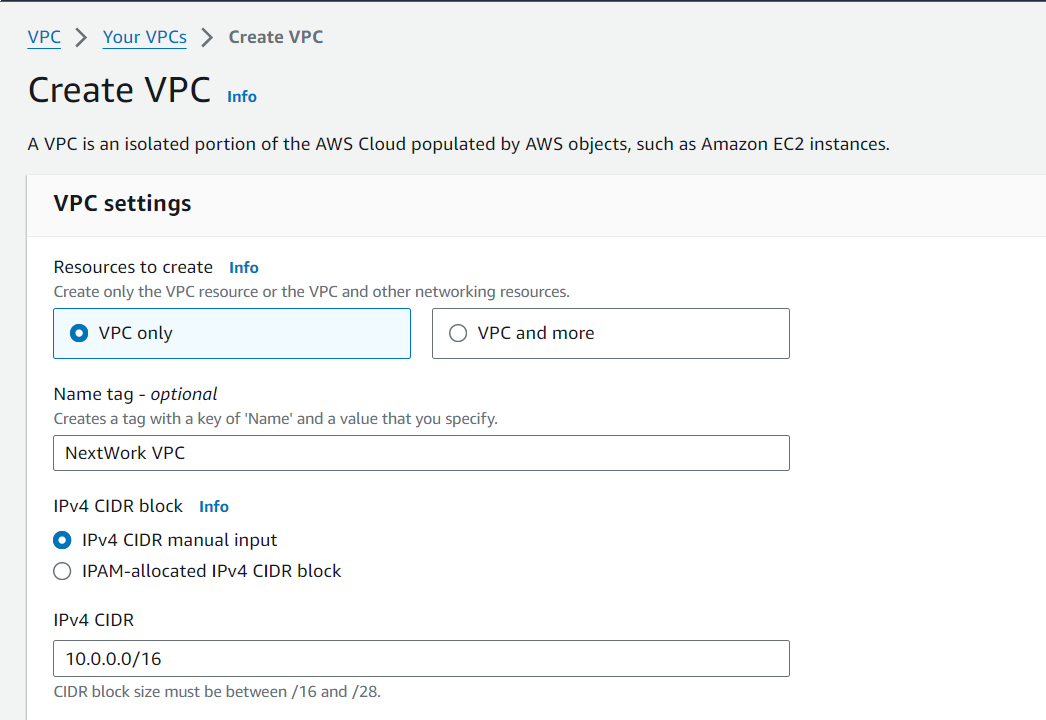 VPC > Your VPCs > Create VPC
Create VPC Info
A VPC is an isolated portion of the AWS Cloud populated by AWS objects, such as Amazon EC2 instances.
VPC settings
Resources to create Info
Create only the VPC resource or the VPC and other networking resources.
VPC only VPC and more
Name tag - optional
Creates a tag with a key of 'Name' and a value that you specify.
NextWork VPC
IPv4 CIDR block Info
IPv4 CIDR manual input
IPAM-allocated IPv4 CIDR block
IPv4 CIDR
10.0.0.0/16
CIDR block size must be between /16 and /28.